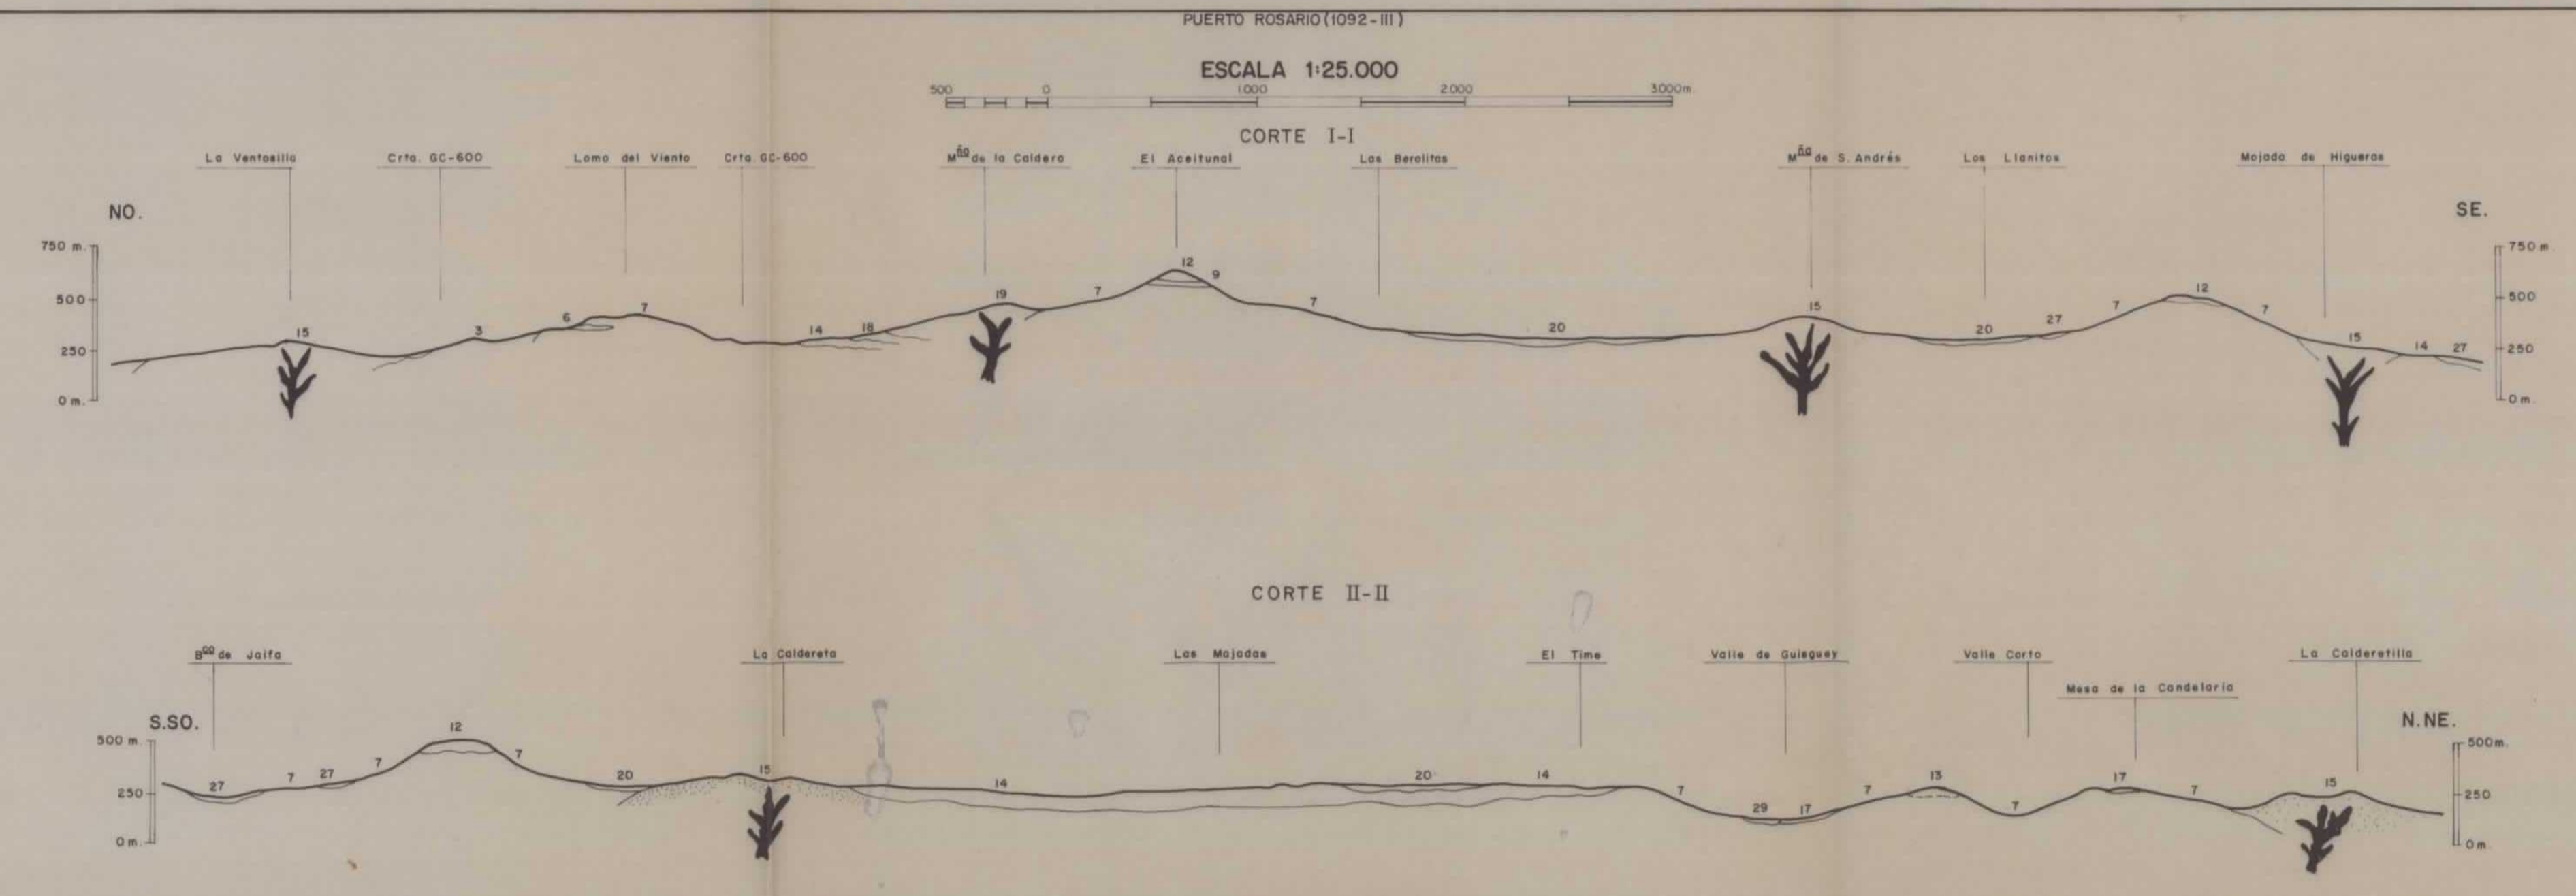 PUERTO ROSARIO (1092-III)
ESCALA 1:25.000
500 0 1.000 2.000 3.000 m.
CORTE I-I
La Ventosilla Crta. GC-600 Lomo del Viento Crta. GC-600 Mña de la Caldera El Aceitunal Las Berolitas Mña de S. Andrés Los Llanitos Mojada de Higueras
NO. SE.
750 m. 750 m.
500 500
250 250
0 m. 0 m.
15 3 6 7 14 18 19 7 12 9 7 20 15 20 27 7 12 7 15 14 27
CORTE II-II
Bco de Jaifa La Caldereta Las Majadas El Time Valle de Guisguey Valle Corto La Calderetilla
Mesa de la Candelaria
S.SO. N.NE.
500 m. 500 m.
250 250
0 m. 0 m.
27 7 27 7 12 7 20 15 14 20 14 7 29 17 7 13 7 17 7 15